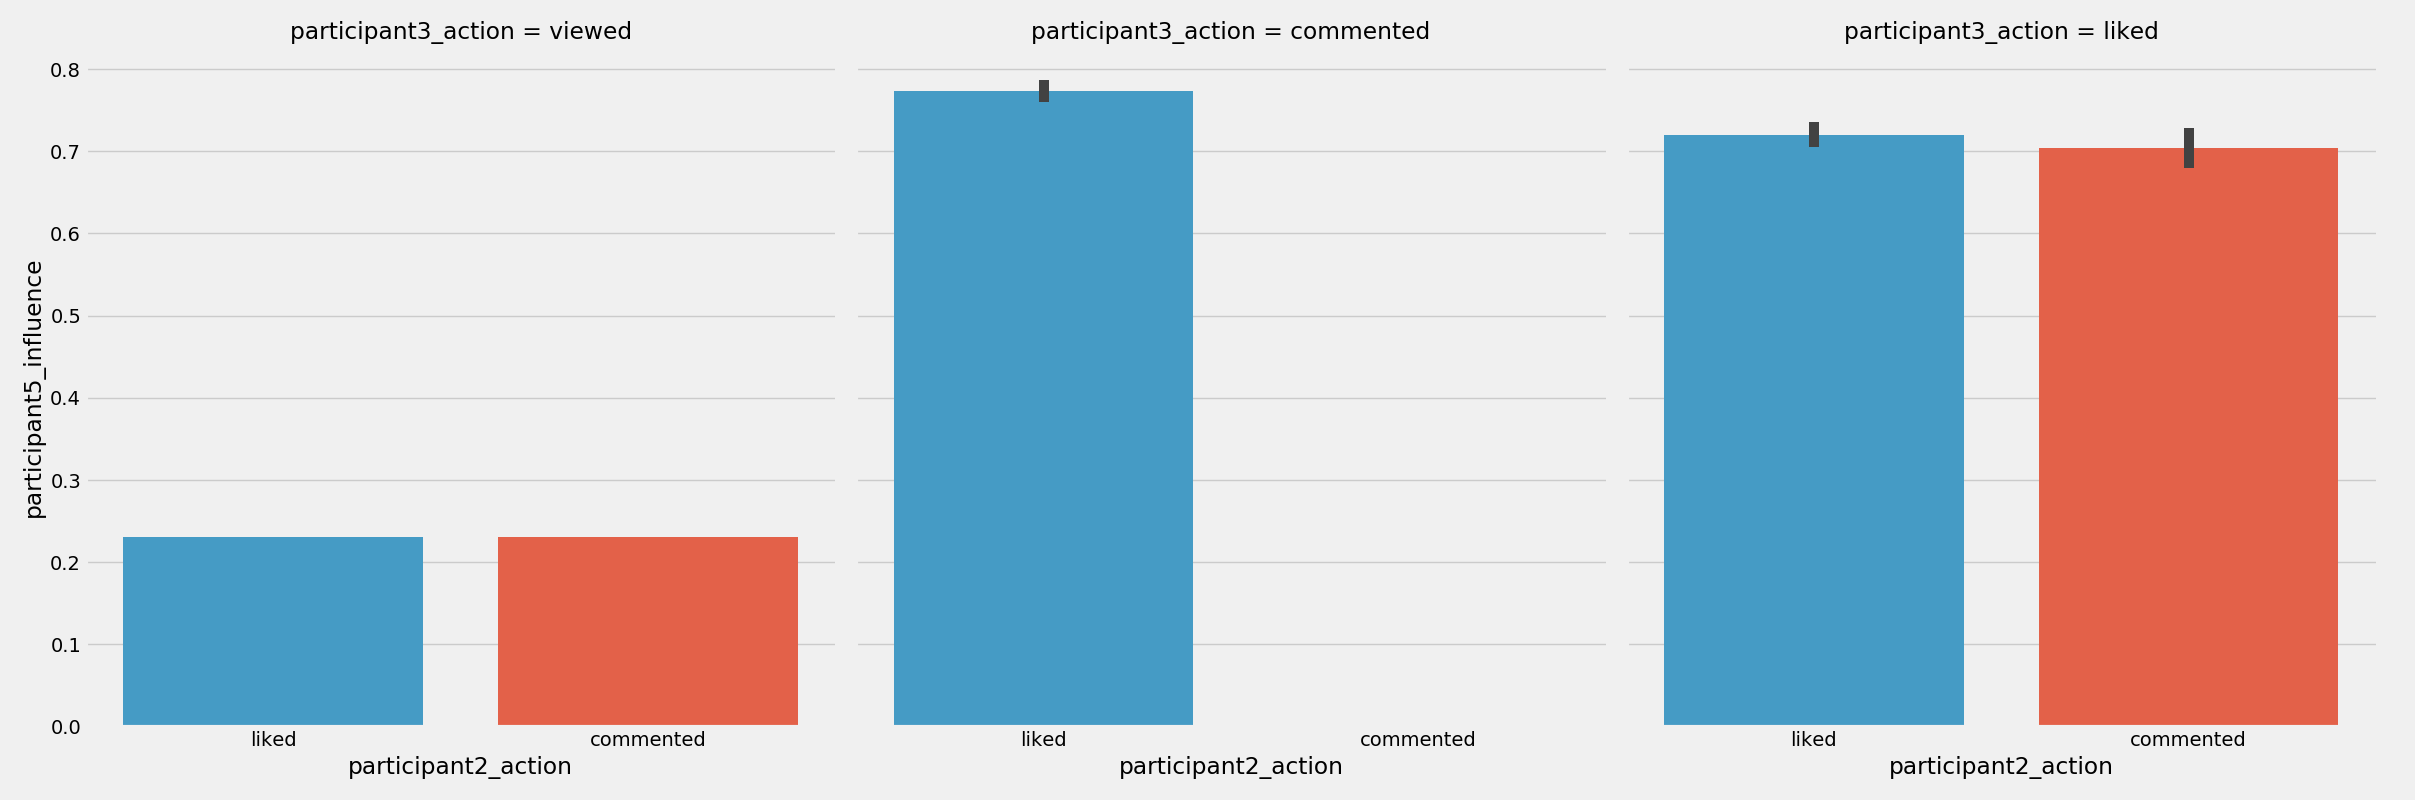 participant3_action = viewed
participant3_action = commented
participant3_action = liked
participant5_influence
0.8
0.7
0.6
0.5
0.4
0.3
0.2
0.1
0.0
liked
commented
liked
commented
liked
commented
participant2_action
participant2_action
participant2_action